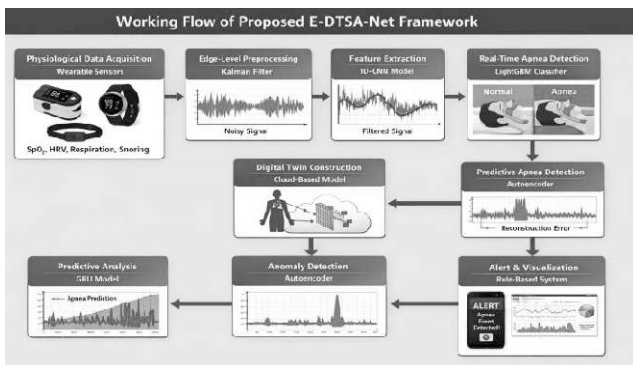 Working Flow of Proposed E-DTSA-Net Framework
Physiological Data Acquisition
Wearable Sensors
SpO₂, HRV, Respiration, Snoring
Edge-Level Preprocessing
Kalman Filter
Noisy Signal
Feature Extraction
1D-CNN Model
Filtered Signal
Real-Time Apnea Detection
LightGBM Classifier
Normal
Apnea
Digital Twin Construction
Cloud-Based Model
Predictive Apnea Detection
Autoencoder
Reconstruction Error
Predictive Analysis
GRU Model
Apnea Prediction
Anomaly Detection
Autoencoder
Alert & Visualization
Rule-Based System
ALERT
Apnea
Event
Detected!